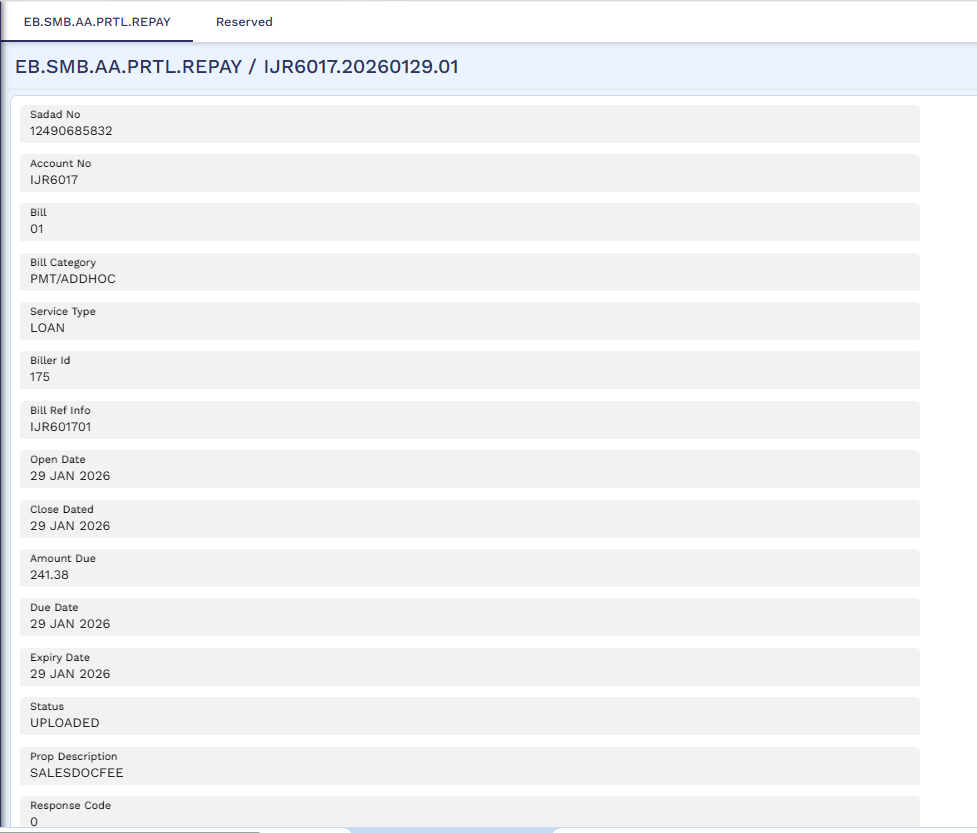 EB.SMB.AA.PRTL.REPAY
Reserved
EB.SMB.AA.PRTL.REPAY / IJR6017.20260129.01
Sadad No
12490685832
Account No
IJR6017
Bill
01
Bill Category
PMT/ADDHOC
Service Type
LOAN
Biller Id
175
Bill Ref Info
IJR601701
Open Date
29 JAN 2026
Close Dated
29 JAN 2026
Amount Due
241.38
Due Date
29 JAN 2026
Expiry Date
29 JAN 2026
Status
UPLOADED
Prop Description
SALESDOCFEE
Response Code
0